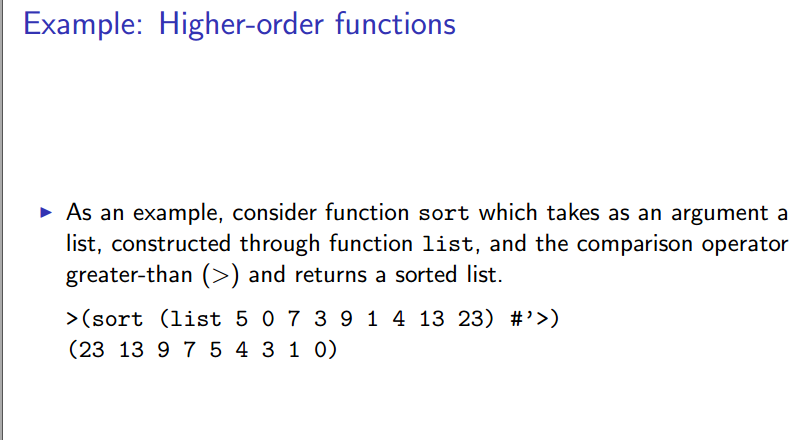 Example: Higher-order functions
As an example, consider function sort which takes as an argument a
list, constructed through function list, and the comparison operator
greater-than (>) and returns a sorted list.
>(sort (list 5 0 7 3 9 1 4 13 23) #’>)
(23 13 9 7 5 4 3 1 0)